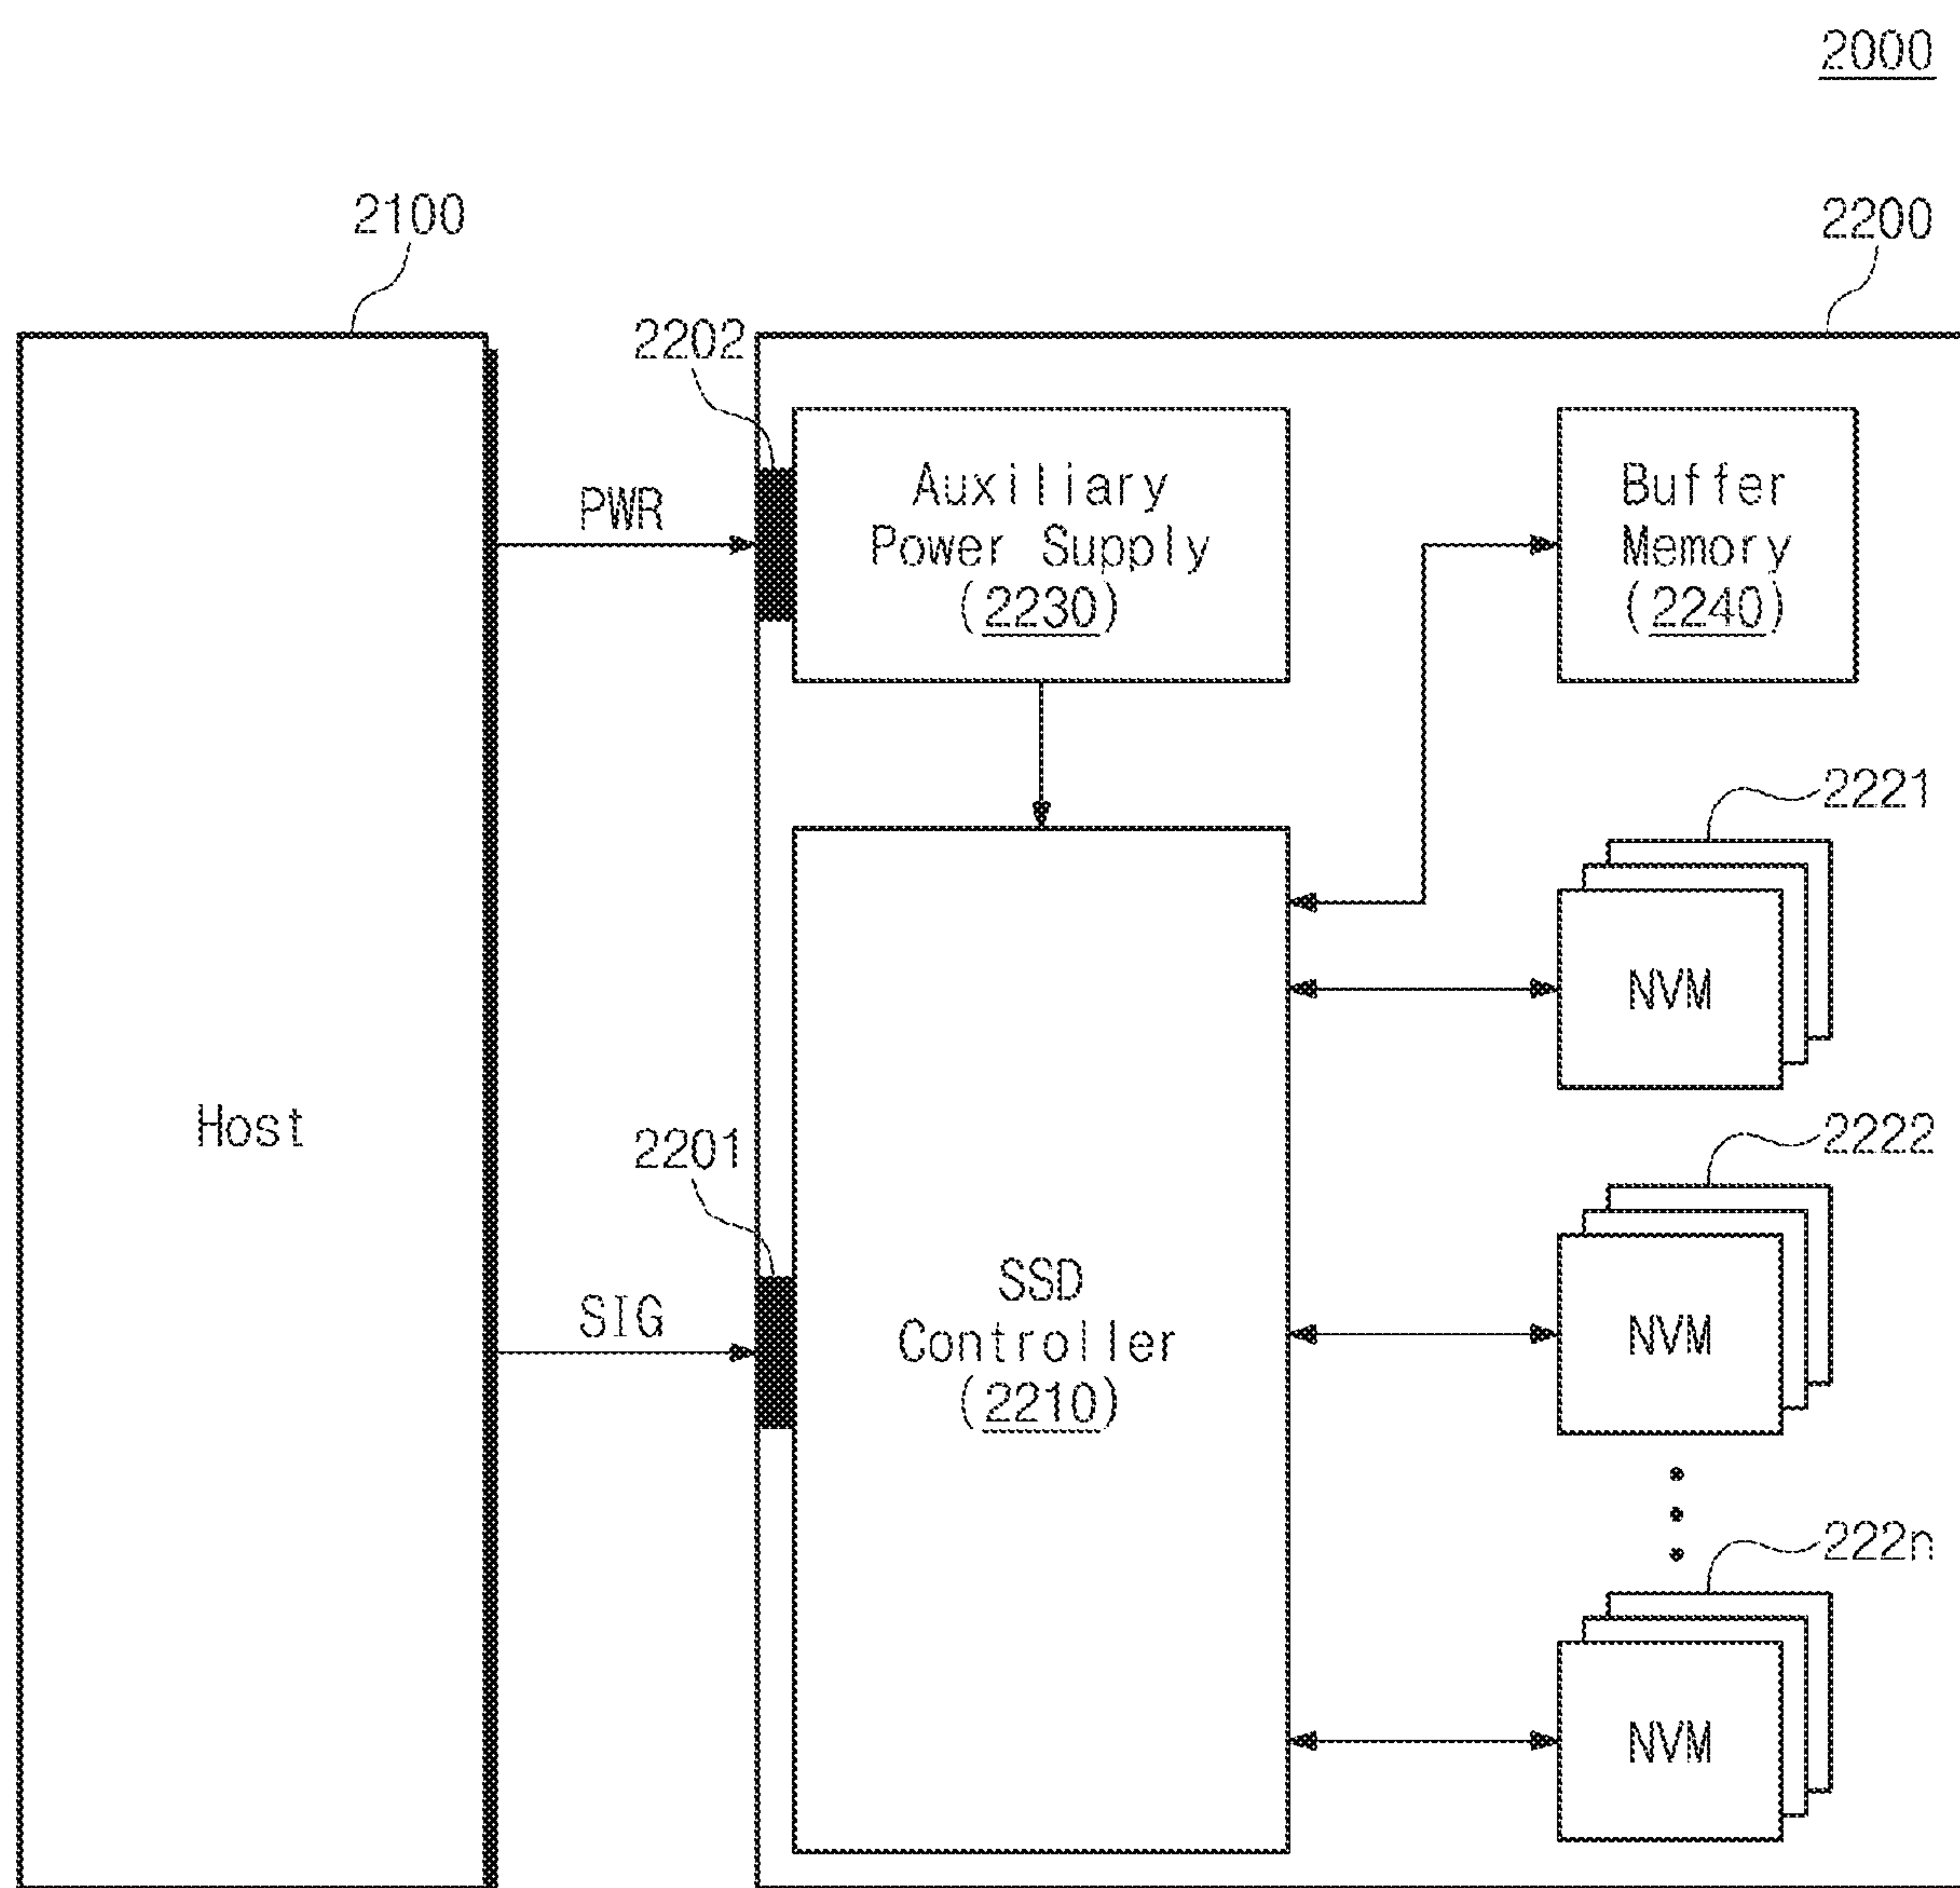 2000
2100
2200
2202
PWR
Auxiliary
Power Supply
(2230)
Buffer
Memory
(2240)
2221
NVM
Host
2201
SIG
SSD
Controller
(2210)
2222
NVM
222n
NVM